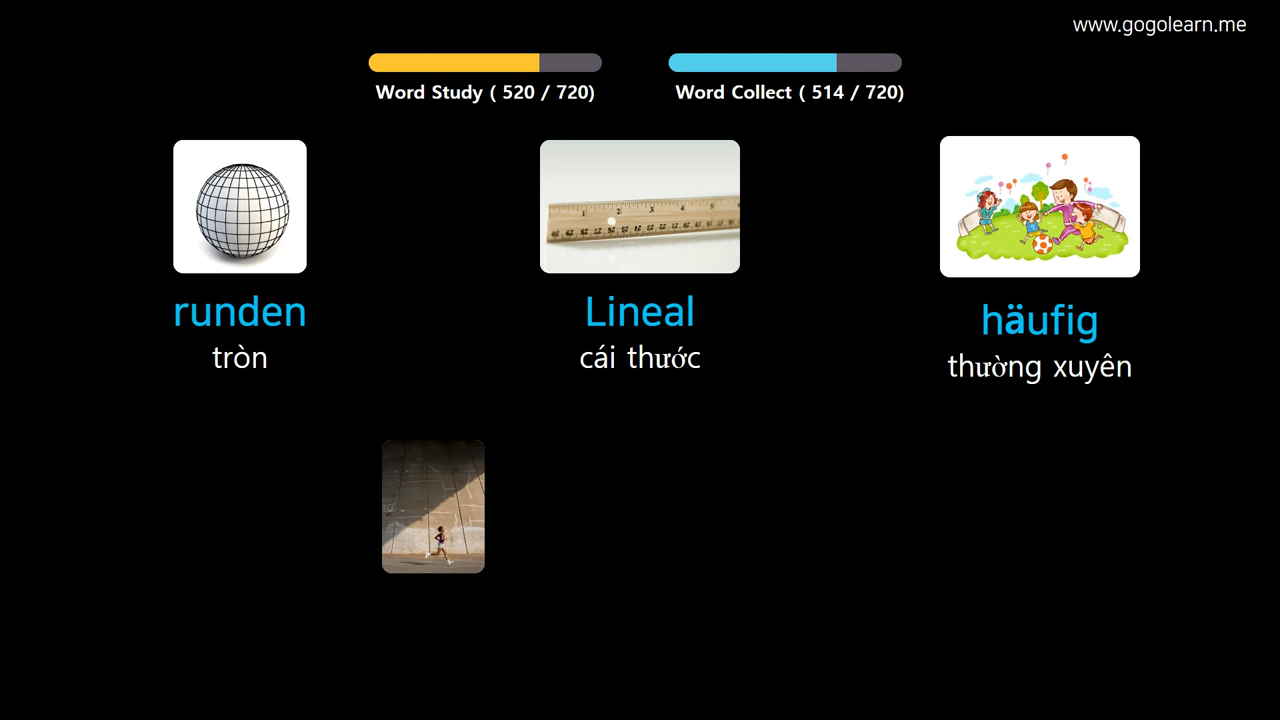 www.gogolearn.me
Word Study ( 520 / 720)
Word Collect ( 514 / 720)
runden
tròn
Lineal
cái thước
häufig
thường xuyên